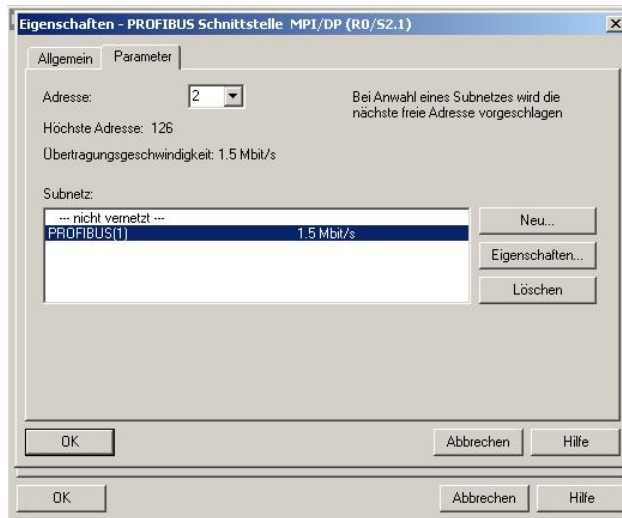 Eigenschaften - PROFIBUS Schnittstelle MPI/DP (R0/S2.1)
Allgemein Parameter
Adresse: 2 Bei Anwahl eines Subnetzes wird die
nächste freie Adresse vorgeschlagen
Höchste Adresse: 126
Übertragungsgeschwindigkeit: 1.5 Mbit/s
Subnetz:
--- nicht vernetzt --- Neu...
PROFIBUS(1) 1.5 Mbit/s
Eigenschaften...
Löschen
OK Abbrechen Hilfe
OK Abbrechen Hilfe